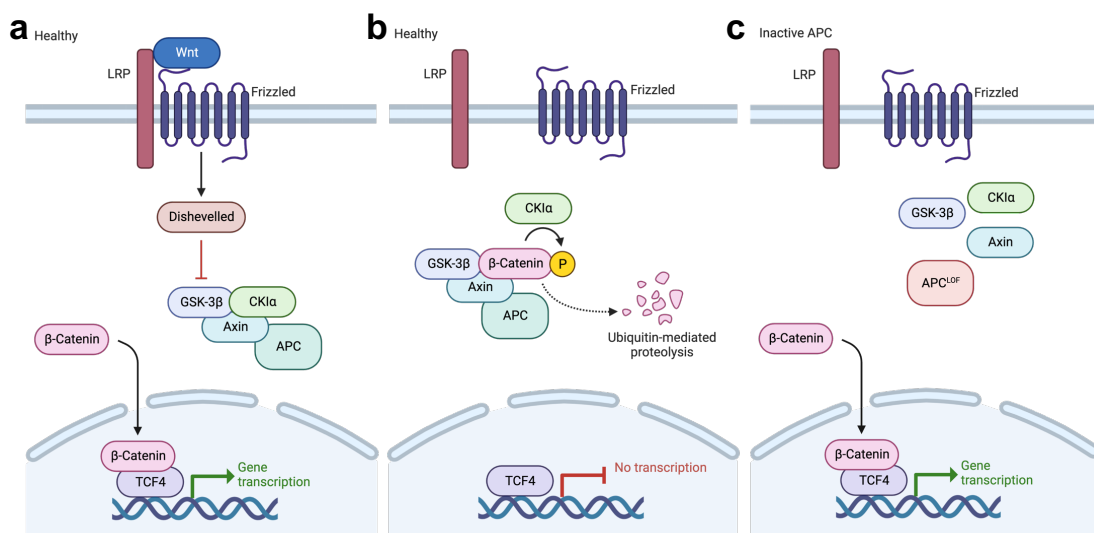 a
Healthy
Wnt
LRP
Frizzled
Dishevelled
GSK-3β
CKIα
Axin
APC
β-Catenin
β-Catenin
TCF4
Gene
transcription
b
Healthy
LRP
Frizzled
CKIα
GSK-3β
β-Catenin
P
Axin
APC
Ubiquitin-mediated
proteolysis
TCF4
No transcription
c
Inactive APC
LRP
Frizzled
CKIα
GSK-3β
Axin
APCᴸᴼᶠ
β-Catenin
β-Catenin
TCF4
Gene
transcription